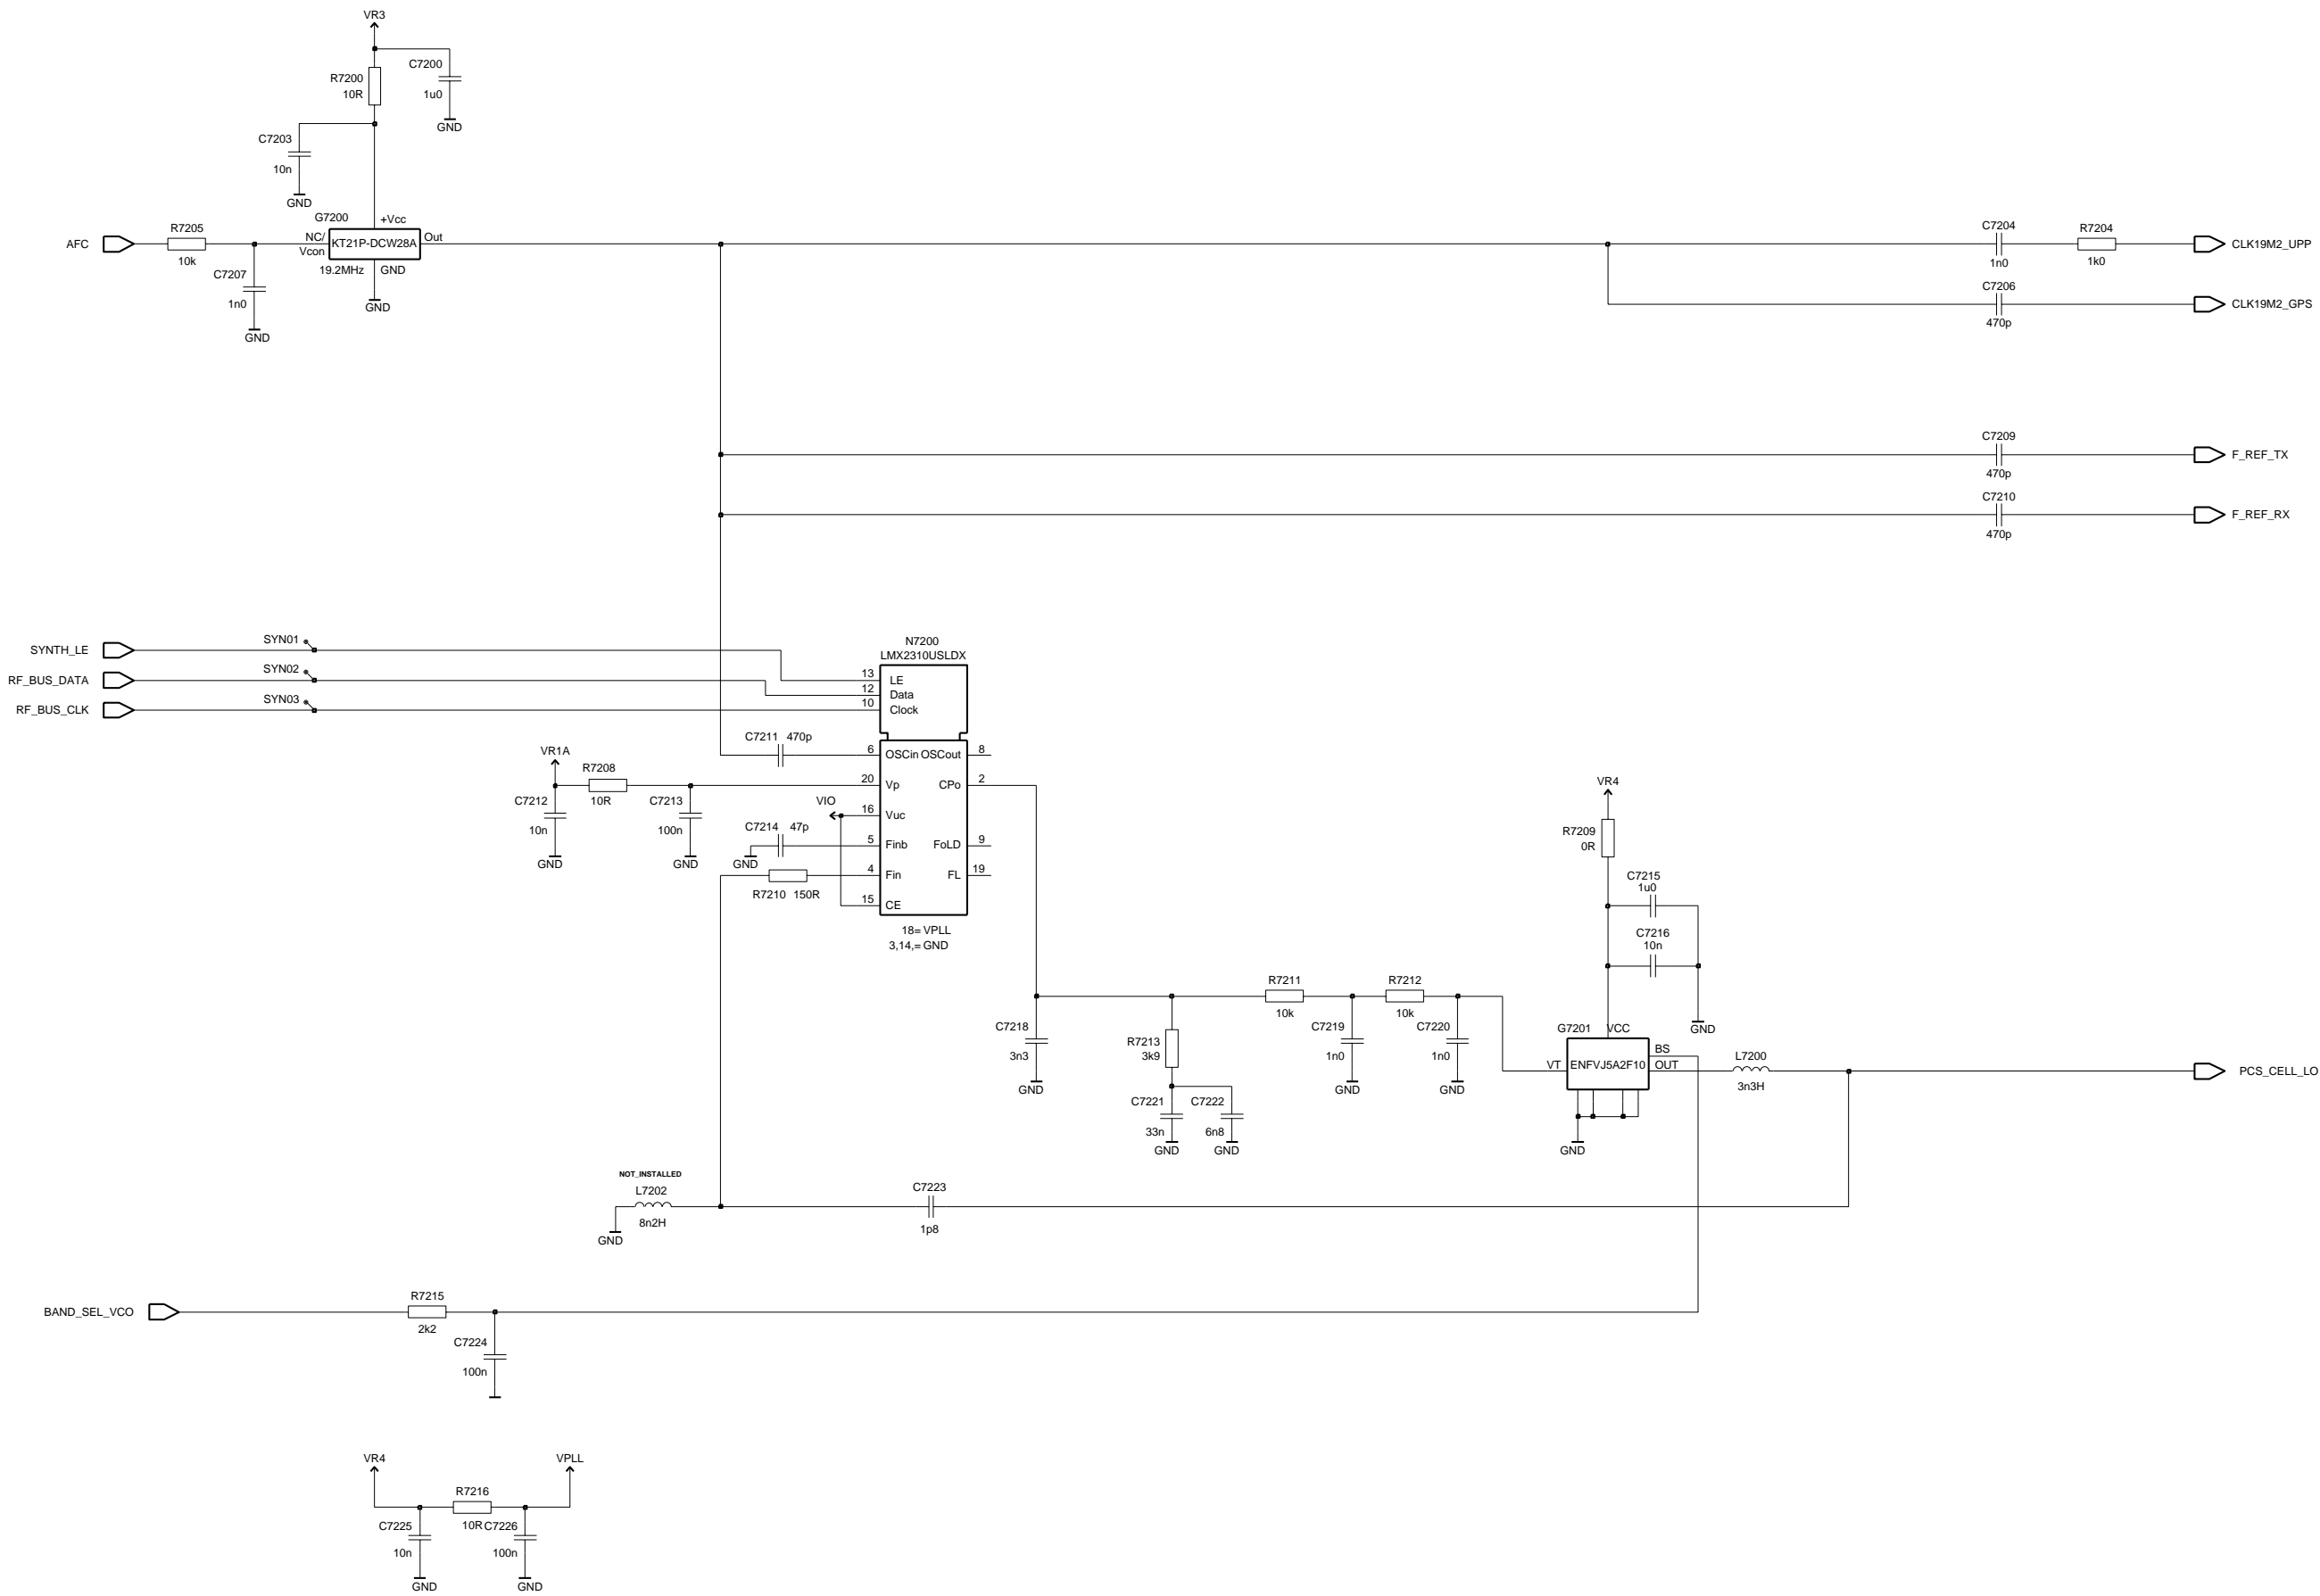 VR3
C7200
R7200
10R
1u0
GND
C7203
10n
GND
G7200
+Vcc
AFC
R7205
10k
NC/
Vcon
KT21P-DCW28A
Out
19.2MHz
GND
GND
C7207
1n0
GND
C7204
1n0
R7204
1k0
CLK19M2_UPP
C7206
470p
CLK19M2_GPS
C7209
470p
F_REF_TX
C7210
470p
F_REF_RX
SYNTH_LE
SYN01
RF_BUS_DATA
SYN02
RF_BUS_CLK
SYN03
N7200
LMX2310USLDX
13
LE
12
Data
10
Clock
C7211 470p
6
OSCin OSCout
8
VR1A
R7208
10R
C7212
10n
GND
C7213
100n
GND
20
Vp
CPo
2
VIO
16
Vuc
C7214 47p
GND
5
Finb
FoLD
9
4
Fin
FL
19
R7210 150R
15
CE
18= VPLL
3,14,= GND
VR4
R7209
0R
C7215
1u0
C7216
10n
GND
R7211
10k
R7212
10k
C7218
3n3
GND
R7213
3k9
C7219
1n0
GND
C7220
1n0
GND
C7221
33n
GND
C7222
6n8
GND
G7201
VCC
VT
ENFVJ5A2F10
BS
OUT
GND
L7200
3n3H
PCS_CELL_LO
NOT_INSTALLED
L7202
8n2H
GND
C7223
1p8
BAND_SEL_VCO
R7215
2k2
C7224
100n
VR4
VPLL
R7216
10R
C7225
10n
GND
C7226
100n
GND